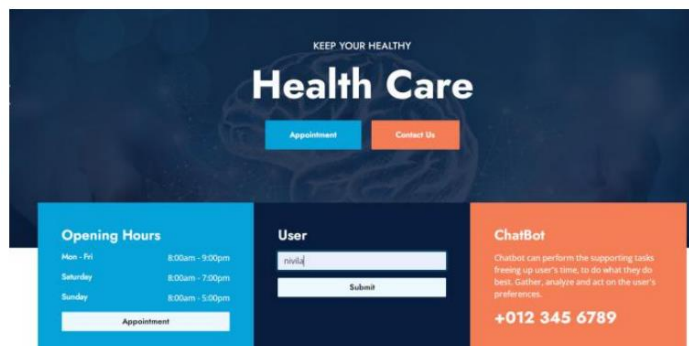 KEEP YOUR HEALTHY
Health Care
Appointment
Contact Us
Opening Hours
Mon - Fri 8:00am - 9:00pm
Saturday 8:00am - 7:00pm
Sunday 8:00am - 5:00pm
Appointment
User
nivila
Submit
ChatBot
Chatbot can perform the supporting tasks
freeing up user's time, to do what they do
best. Gather, analyze and act on the user's
preferences.
+012 345 6789